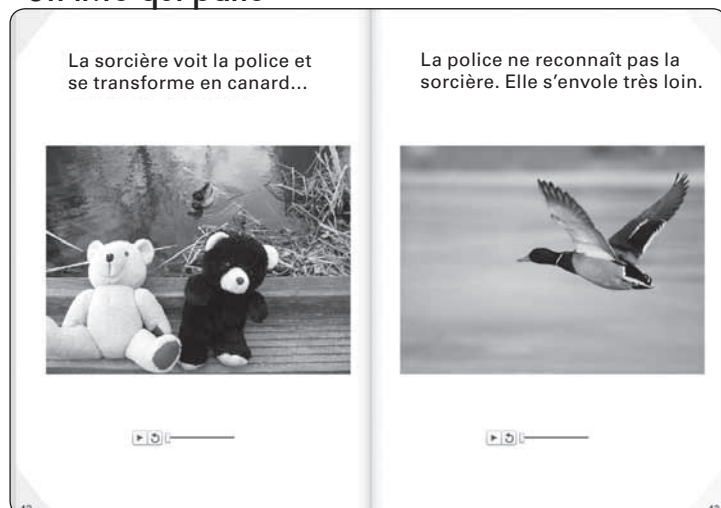 La sorcière voit la police et
se transforme en canard…
La police ne reconnaît pas la
sorcière. Elle s’envole très loin.